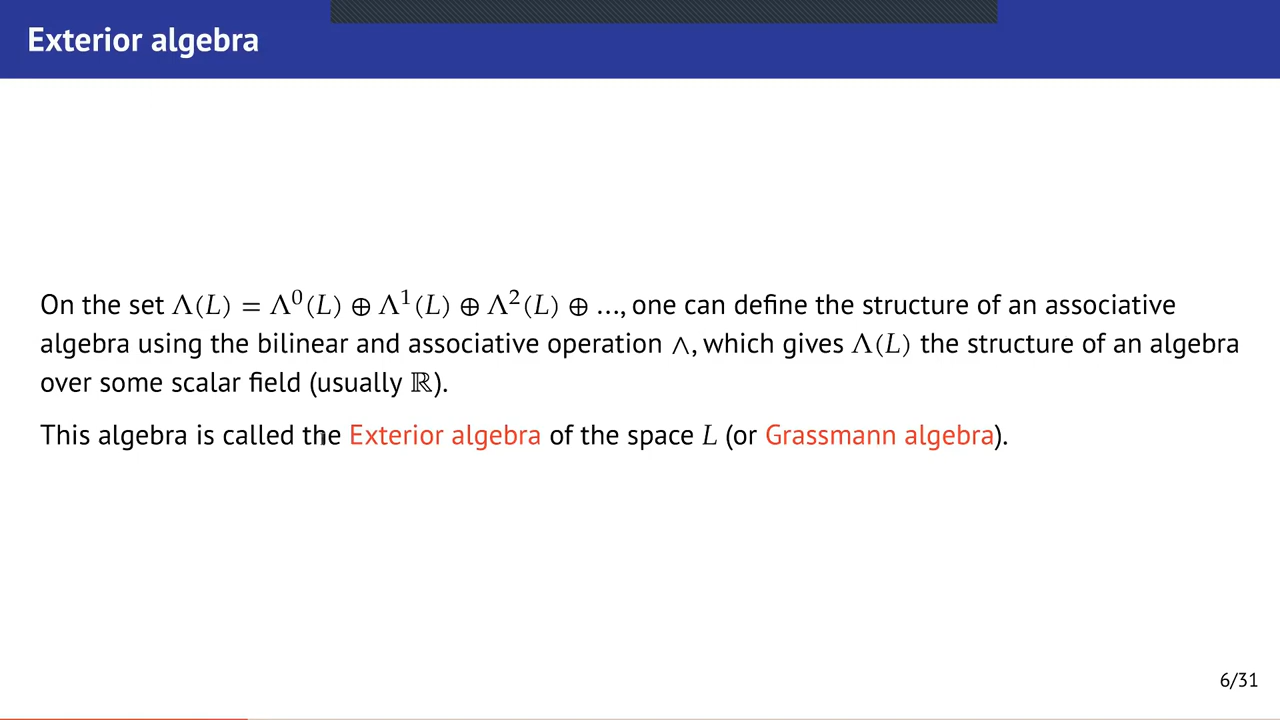 Exterior algebra
On the set Λ(L) = Λ⁰(L) ⊕ Λ¹(L) ⊕ Λ²(L) ⊕ ..., one can define the structure of an associative
algebra using the bilinear and associative operation ∧, which gives Λ(L) the structure of an algebra
over some scalar field (usually ℝ).
This algebra is called the Exterior algebra of the space L (or Grassmann algebra).
6/31